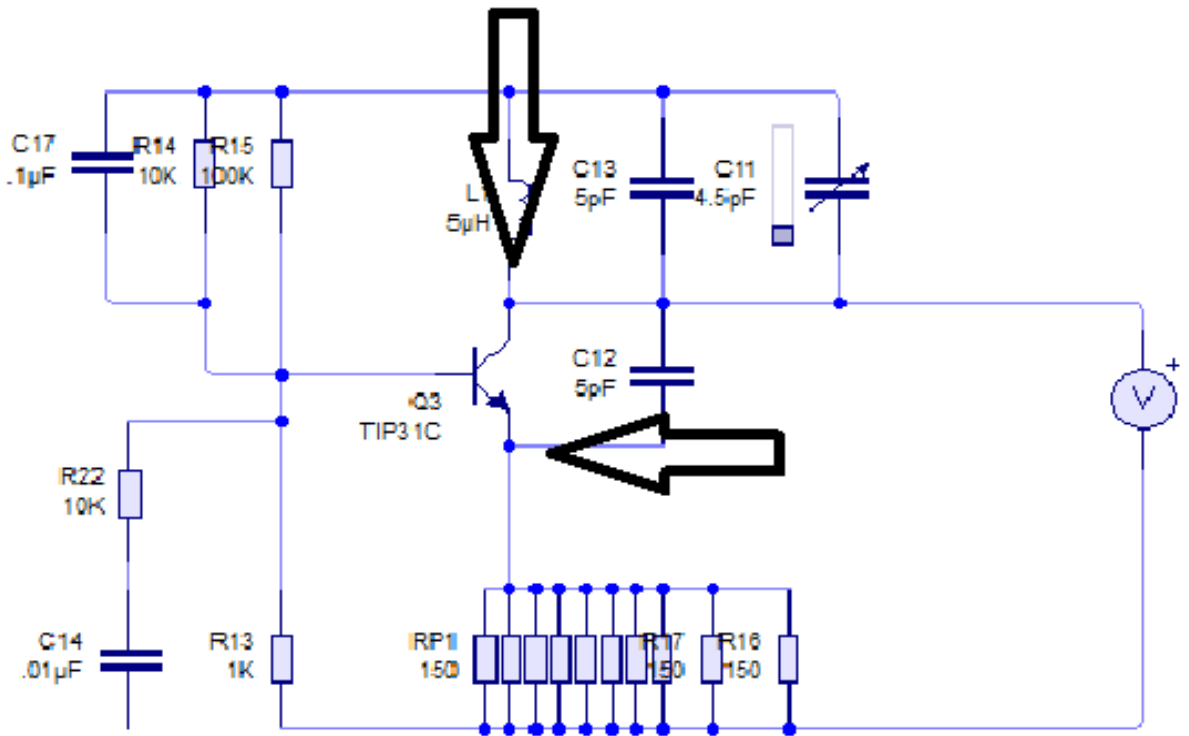 C17
.1µF
R14
10K
R15
100K
L1
5µH
C13
5pF
C11
4.5pF
C12
5pF
Q3
TIP31C
V
+
R22
10K
C14
.01µF
R13
1K
RP1
150
R17
150
R16
150